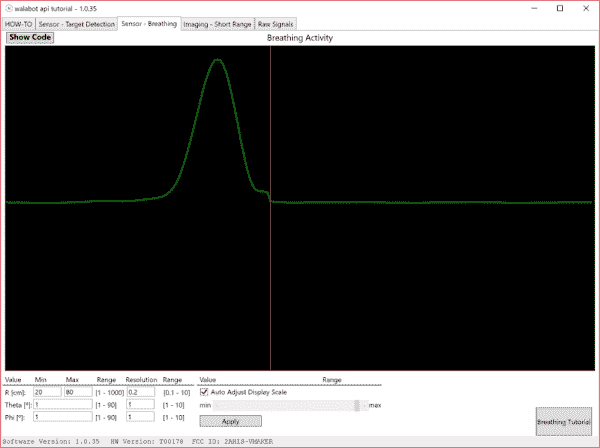 walabot api tutorial - 1.0.35
HOW-TO Sensor - Target Detection Sensor - Breathing Imaging - Short Range Raw Signals
Show Code Breathing Activity
Value Min Max Range Resolution Range Value Range
R [cm]: 20 80 [1 - 1000] 0.2 [0.1 - 10] Auto Adjust Display Scale
Theta [°]: 1 [1 - 90] 1 [1 - 10] min max
Phi [°]: 1 [1 - 90] 1 [1 - 10] Apply
Breathing Tutorial
Software Version: 1.0.35 HW Version: T00178 FCC ID: 2AHIS-VMAKER